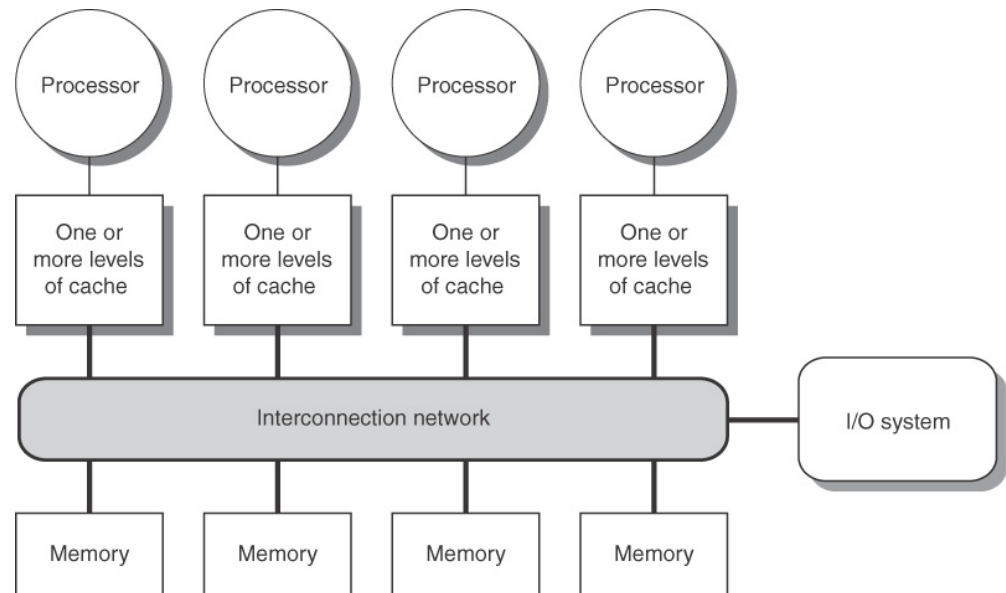 Processor
Processor
Processor
Processor
One or
more levels
of cache
One or
more levels
of cache
One or
more levels
of cache
One or
more levels
of cache
Interconnection network
I/O system
Memory
Memory
Memory
Memory